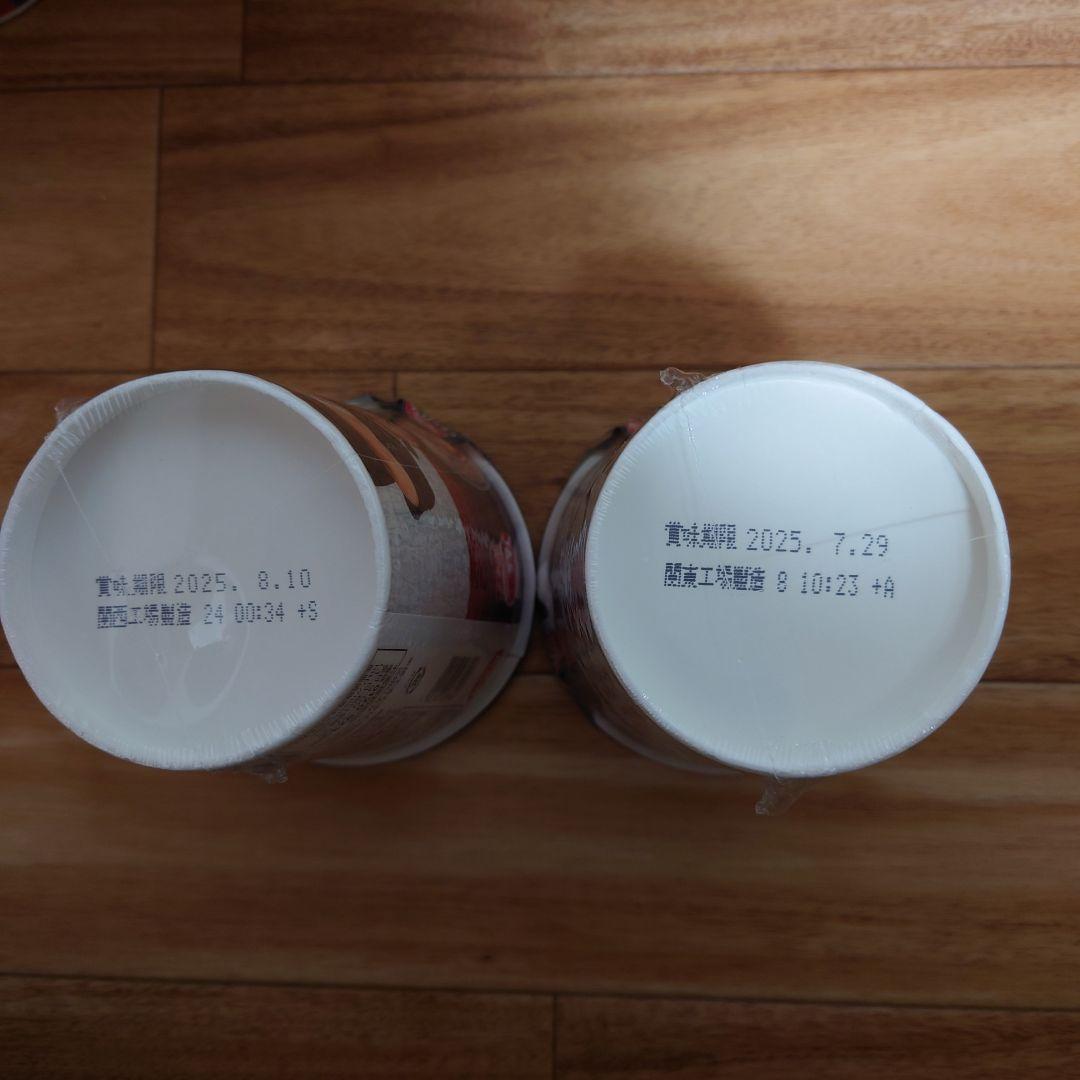 賞味期限 2025. 8.10
関西工場製造 24 00:34 +S
賞味期限 2025. 7.29
関東工場製造 8 10:23 +A